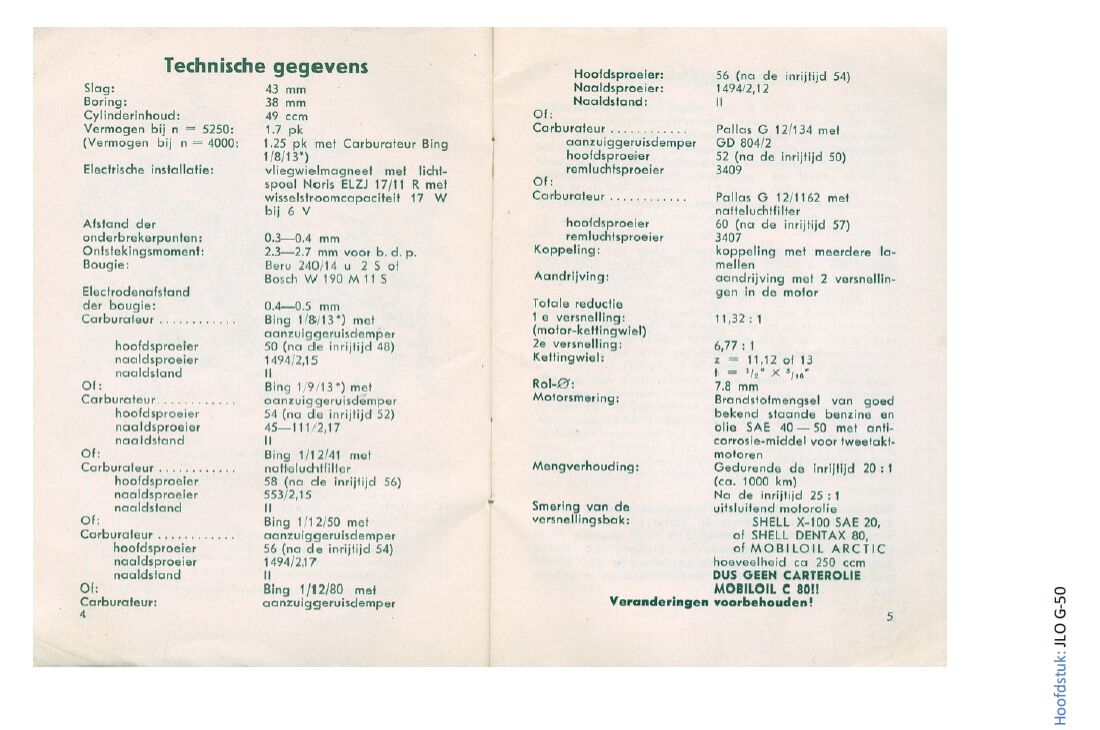 Technische gegevens
Slag: 43 mm
Boring: 38 mm
Cylinderinhoud: 49 ccm
Vermogen bij n = 5250: 1.7 pk
(Vermogen bij n = 4000: 1.25 pk met Carburateur Bing
1/8/13*)
Electrische installatie: vliegwielmagneet met licht-
spoel Noris ELZJ 17/11 R met
wisselstroomcapaciteit 17 W
bij 6 V
Afstand der
onderbrekerpunten: 0.3—0.4 mm
Ontstekingsmoment: 2.3—2.7 mm voor b.d.p.
Bougie: Beru 240/14 u 2 S of
Bosch W 190 M 11 S
Electrodenafstand
der bougie: 0.4—0.5 mm
Carburateur ............ Bing 1/8/13*) met
aanzuiggeruisdemper
hoofdsproeier 50 (na de inrijtijd 48)
naaldsproeier 1494/2,15
naaldstand II
Of: Bing 1/9/13*) met
Carburateur............ aanzuiggeruisdemper
hoofdsproeier 54 (na de inrijtijd 52)
naaldsproeier 45—111/2,17
naaldstand II
Of: Bing 1/12/41 met
Carburateur ............ natteluchtfilter
hoofdsproeier 58 (na de inrijtijd 56)
naaldsproeier 553/2,15
naaldstand II
Of: Bing 1/12/50 met
Carburateur ............ aanzuiggeruisdemper
hoofdsproeier 56 (na de inrijtijd 54)
naaldsproeier 1494/2,17
naaldstand II
Of: Bing 1/12/80 met
Carburateur: aanzuiggeruisdemper
4
Hoofdsproeier: 56 (na de inrijtijd 54)
Naaldsproeier: 1494/2,12
Naaldstand: II
Of:
Carburateur ............ Pallas G 12/134 met
aanzuiggeruisdemper GD 804/2
hoofdsproeier 52 (na de inrijtijd 50)
remluchtsproeier 3409
Of:
Carburateur ............ Pallas G 12/1162 met
natteluchtfilter
hoofdsproeier 60 (na de inrijtijd 57)
remluchtsproeier 3407
Koppeling: koppeling met meerdere la-
mellen
Aandrijving: aandrijving met 2 versnellin-
gen in de motor
Totale reductie
1 e versnelling: 11,32 : 1
(motor-kettingwiel)
2e versnelling: 6,77 : 1
Kettingwiel: z = 11,12 of 13
t = 1/2" × 3/16"
Rol-Ø: 7.8 mm
Motorsmering: Brandstofmengsel van goed
bekend staande benzine en
olie SAE 40 — 50 met anti-
corrosie-middel voor tweetakt-
motoren
Mengverhouding: Gedurende de inrijtijd 20 : 1
(ca. 1000 km)
Na de inrijtijd 25 : 1
Smering van de uitsluitend motorolie
versnellingsbak: SHELL X-100 SAE 20,
of SHELL DENTAX 80,
of MOBILOIL ARCTIC
hoeveelheid ca 250 ccm
DUS GEEN CARTEROLIE
MOBILOIL C 80!!
Veranderingen voorbehouden!
5
Hoofdstuk: JLO G-50